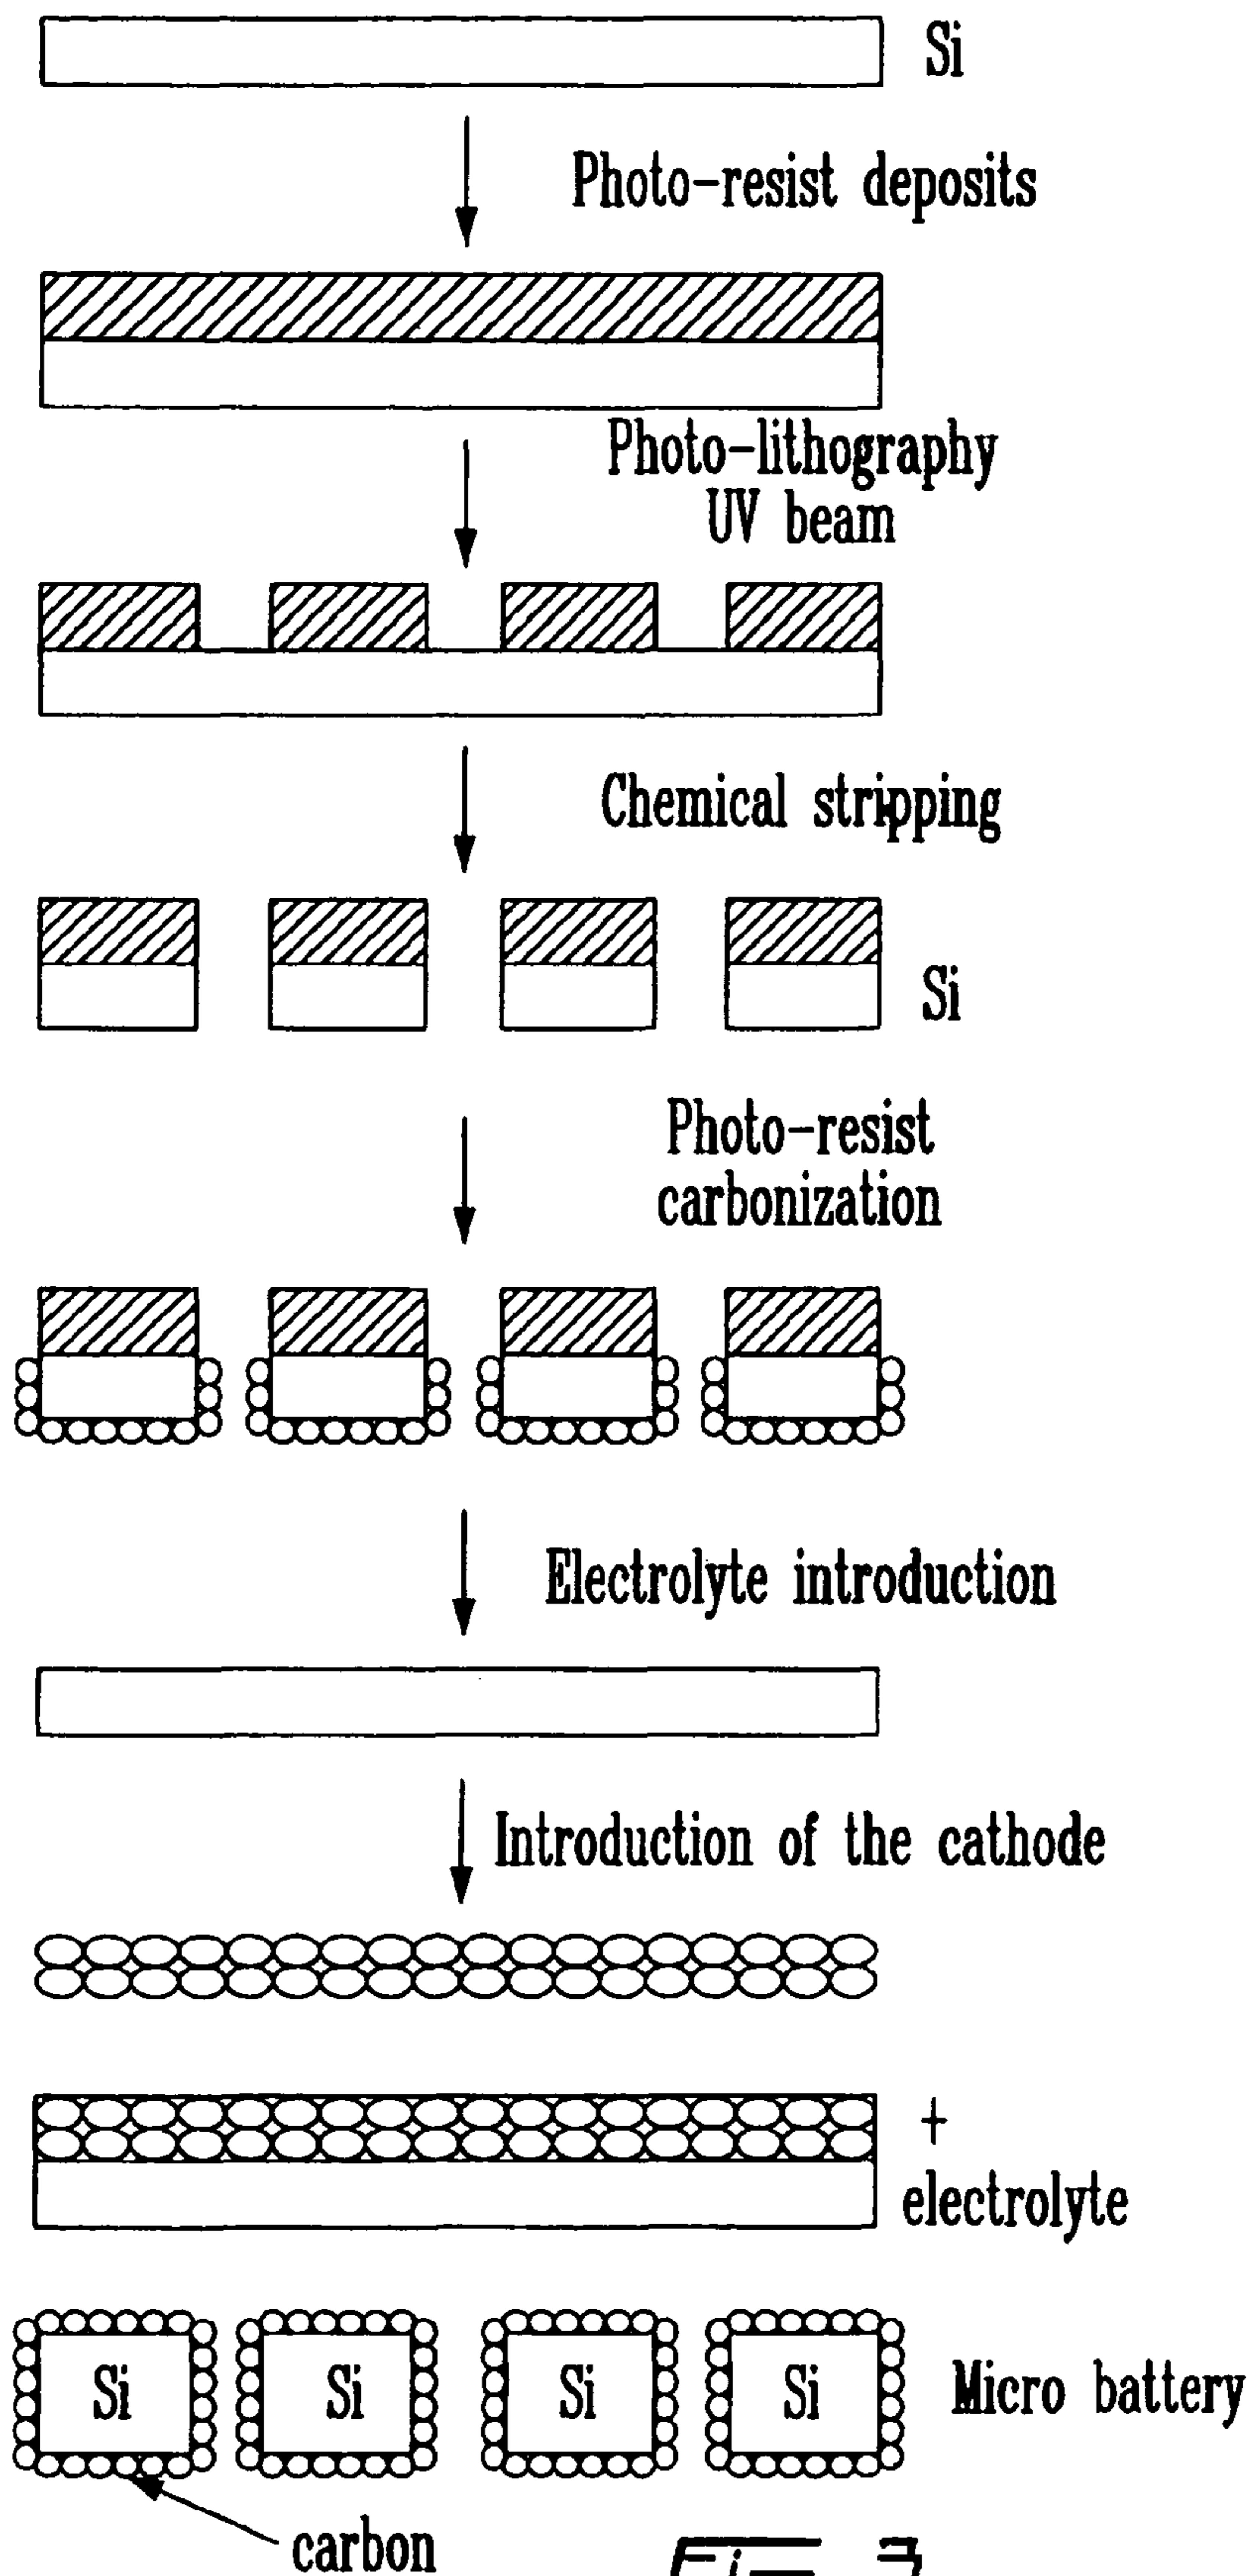 Si
Photo-resist deposits
Photo-lithography
UV beam
Chemical stripping
Si
Photo-resist
carbonization
Electrolyte introduction
Introduction of the cathode
+
electrolyte
Si Si Si Si
Micro battery
carbon